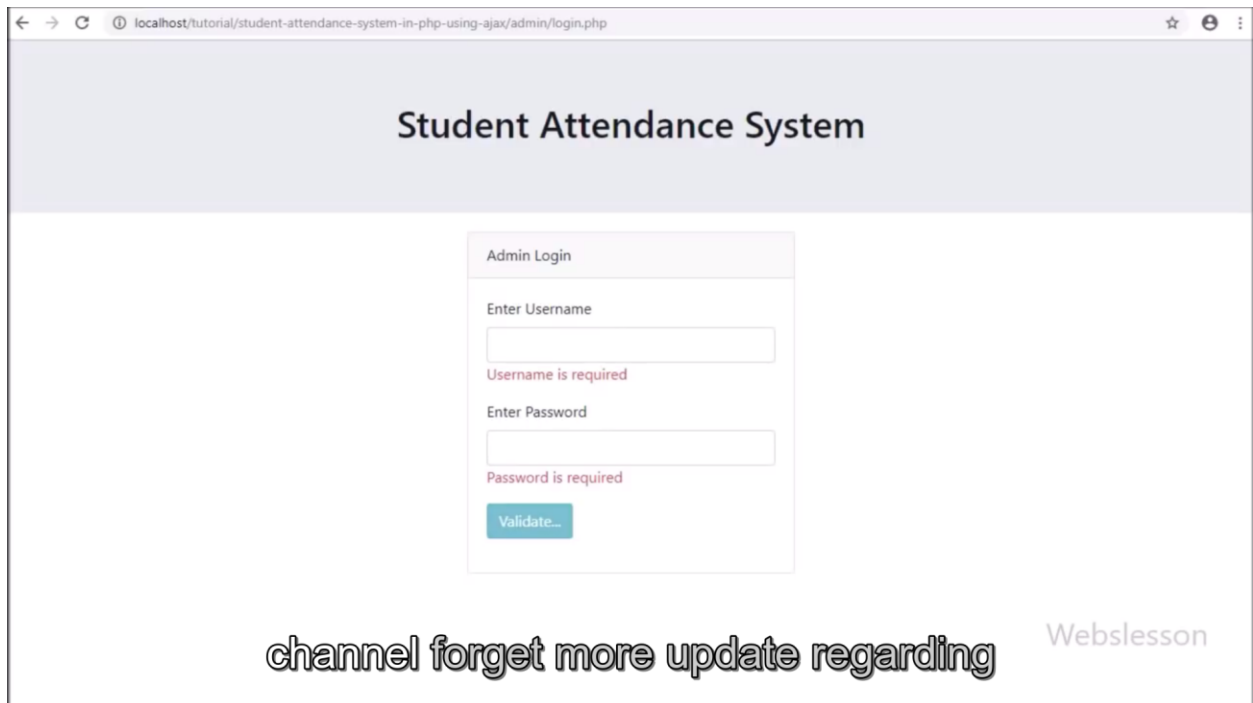 localhost/tutorial/student-attendance-system-in-php-using-ajax/admin/login.php
Student Attendance System
Admin Login
Enter Username
Username is required
Enter Password
Password is required
Validate...
Webslesson
channel forget more update regarding